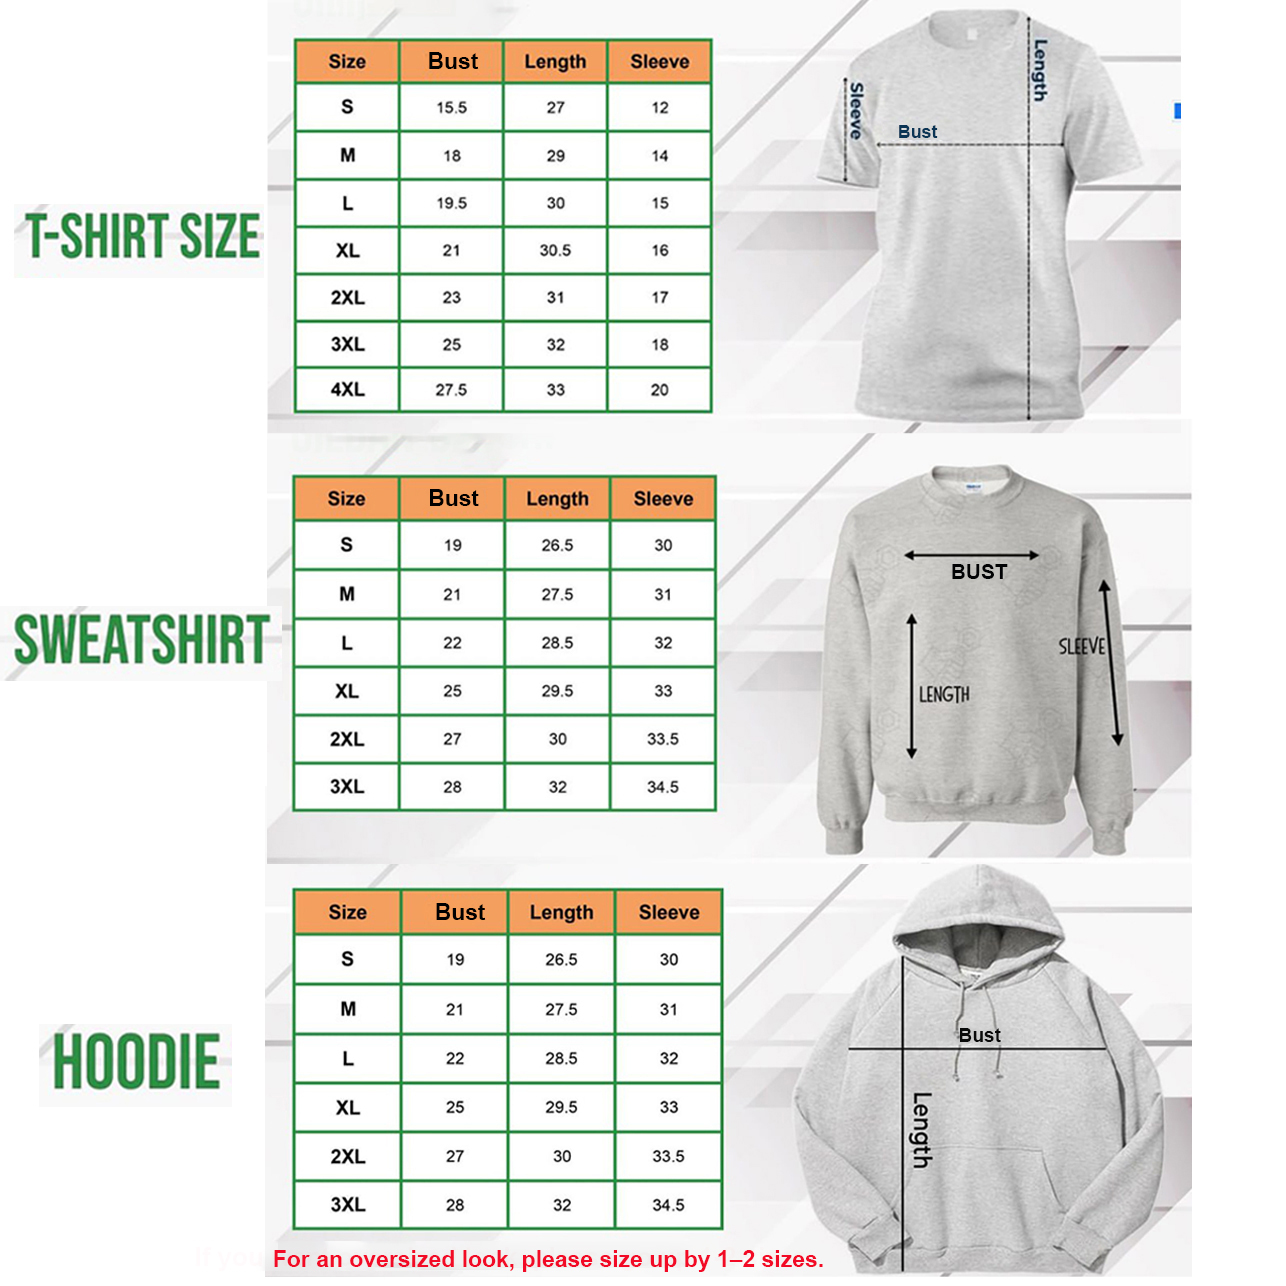 Size Bust Length Sleeve
S 15.5 27 12
M 18 29 14
L 19.5 30 15
XL 21 30.5 16
2XL 23 31 17
3XL 25 32 18
4XL 27.5 33 20
T-SHIRT SIZE
Length
Sleeve
Bust
Size Bust Length Sleeve
S 19 26.5 30
M 21 27.5 31
L 22 28.5 32
XL 25 29.5 33
2XL 27 30 33.5
3XL 28 32 34.5
SWEATSHIRT
BUST
SLEEVE
LENGTH
Size Bust Length Sleeve
S 19 26.5 30
M 21 27.5 31
L 22 28.5 32
XL 25 29.5 33
2XL 27 30 33.5
3XL 28 32 34.5
HOODIE
Bust
Length
For an oversized look, please size up by 1–2 sizes.